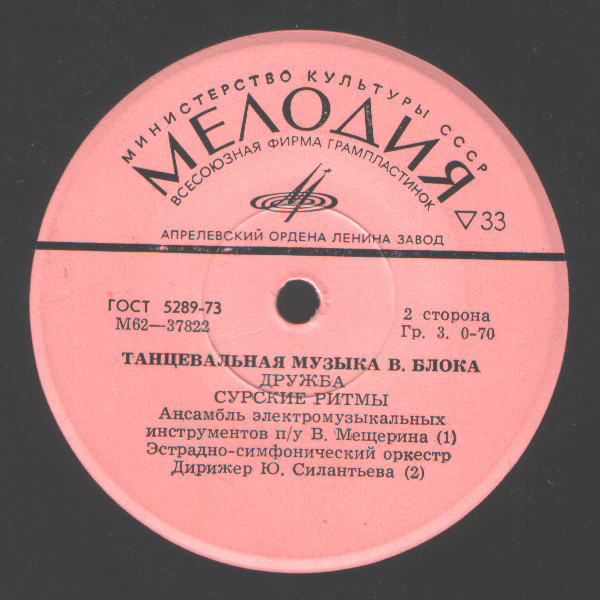 МИНИСТЕРСТВО КУЛЬТУРЫ СССР
МЕЛОДИЯ
ВСЕСОЮЗНАЯ ФИРМА ГРАМПЛАСТИНОК
▽33
АПРЕЛЕВСКИЙ ОРДЕНА ЛЕНИНА ЗАВОД
ГОСТ 5289-73
М62—37822
2 сторона
Гр. 3. 0-70
ТАНЦЕВАЛЬНАЯ МУЗЫКА В. БЛОКА
ДРУЖБА
СУРСКИЕ РИТМЫ
Ансамбль электромузыкальных
инструментов п/у В. Мещерина (1)
Эстрадно-симфонический оркестр
Дирижер Ю. Силантьева (2)